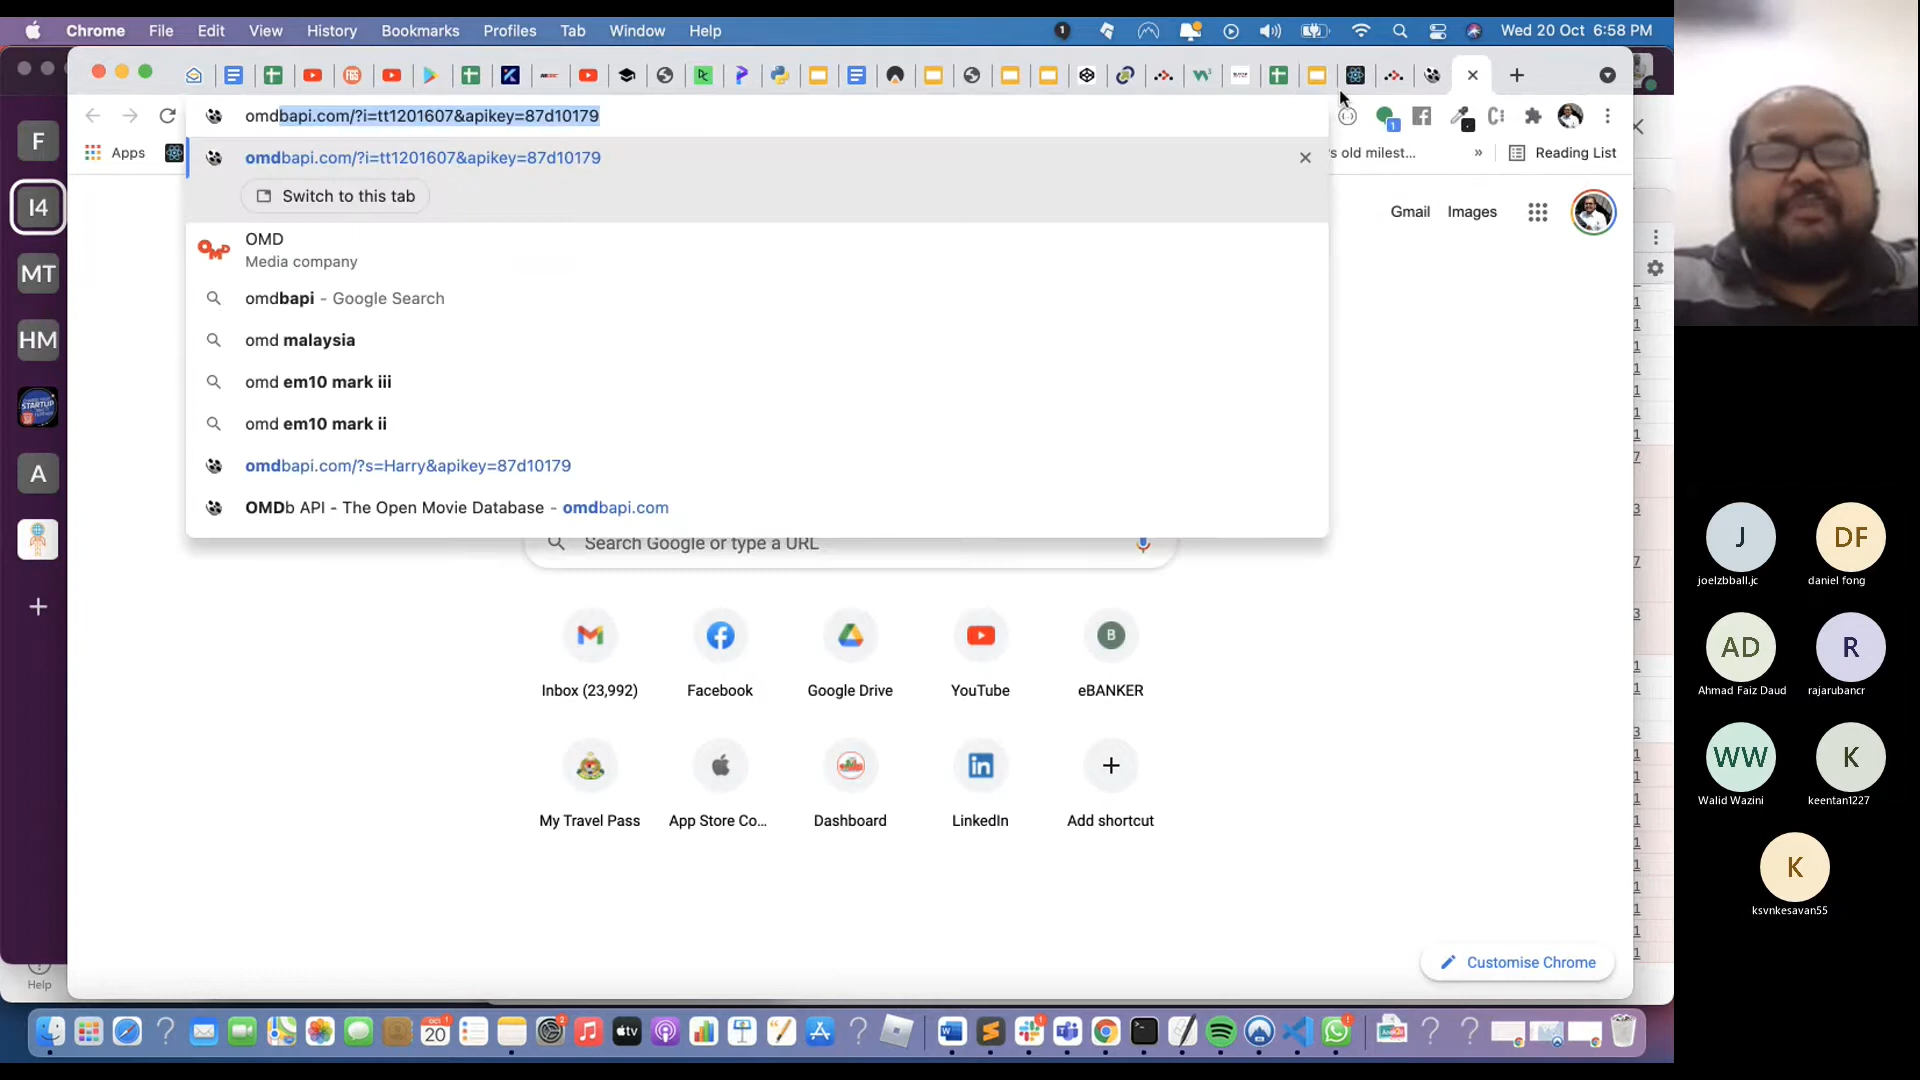 Chrome File Edit View History Bookmarks Profiles Tab Window Help
1
Wed 20 Oct 6:58 PM
omdbapi.com/?i=tt1201607&apikey=87d10179
Apps
s old milest...
»
Reading List
omdbapi.com/?i=tt1201607&apikey=87d10179
Switch to this tab
Gmail Images
OMD
Media company
omdbapi - Google Search
omd malaysia
omd em10 mark iii
omd em10 mark ii
omdbapi.com/?s=Harry&apikey=87d10179
OMDb API - The Open Movie Database - omdbapi.com
Search Google or type a URL
Inbox (23,992)
Facebook
Google Drive
YouTube
B
eBANKER
My Travel Pass
App Store Co...
Dashboard
LinkedIn
Add shortcut
Customise Chrome
F
I4
MT
HM
A
Help
J
joelzbball.jc
DF
daniel fong
AD
Ahmad Faiz Daud
R
rajarubancr
WW
Walid Wazini
K
keentan1227
K
ksvnkesavan55
OCT
20
tv